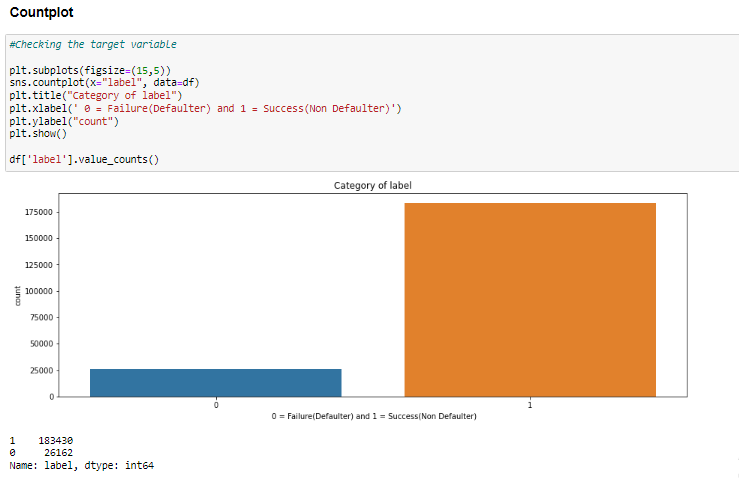 Countplot
#Checking the target variable
plt.subplots(figsize=(15,5))
sns.countplot(x="label", data=df)
plt.title("Category of label")
plt.xlabel(' 0 = Failure(Defaulter) and 1 = Success(Non Defaulter)')
plt.ylabel("count")
plt.show()
df['label'].value_counts()
Category of label
175000
150000
125000
100000
75000
50000
25000
0
count
0 1
0 = Failure(Defaulter) and 1 = Success(Non Defaulter)
1 183430
0 26162
Name: label, dtype: int64